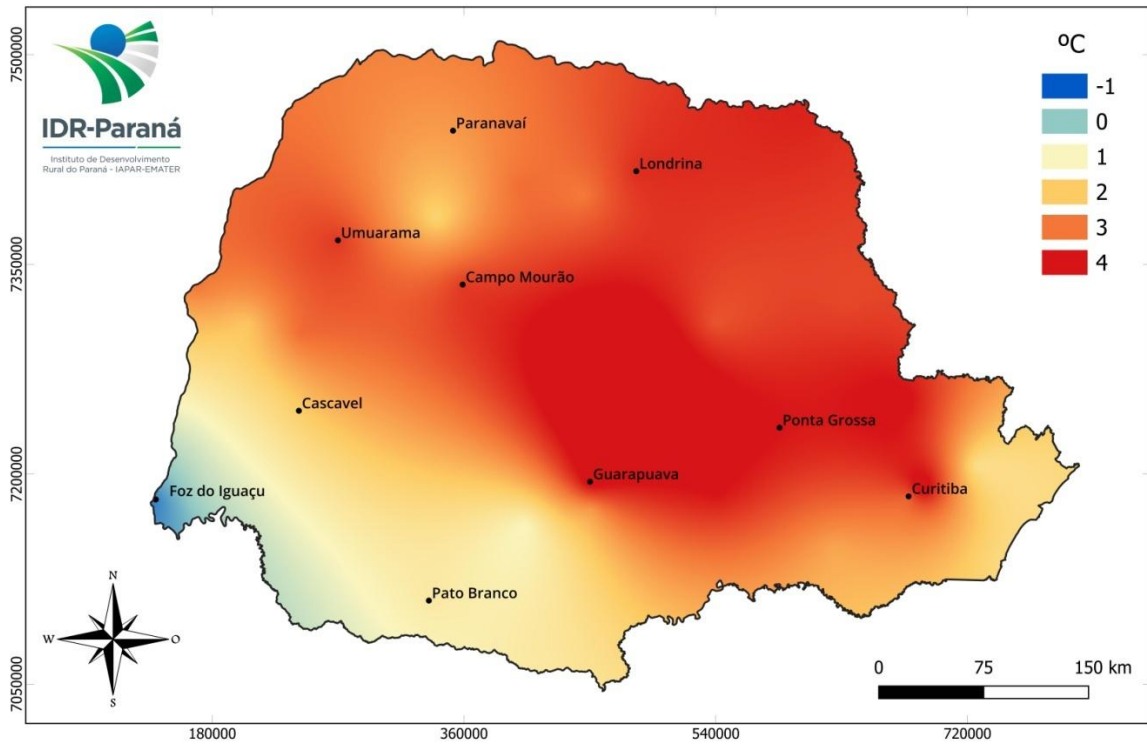 IDR-Paraná
Instituto de Desenvolvimento
Rural do Paraná - IAPAR-EMATER
ºC
-1
0
1
2
3
4
7500000
7350000
7200000
7050000
Paranavaí
Londrina
Umuarama
Campo Mourão
Cascavel
Ponta Grossa
Guarapuava
Foz do Iguaçu
Curitiba
Pato Branco
N
W
O
S
0 75 150 km
180000 360000 540000 720000